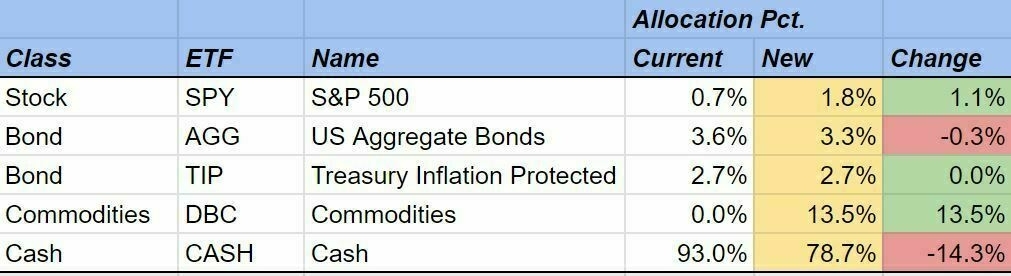 Allocation Pct.
Class ETF Name Current New Change
Stock SPY S&P 500 0.7% 1.8% 1.1%
Bond AGG US Aggregate Bonds 3.6% 3.3% -0.3%
Bond TIP Treasury Inflation Protected 2.7% 2.7% 0.0%
Commodities DBC Commodities 0.0% 13.5% 13.5%
Cash CASH Cash 93.0% 78.7% -14.3%